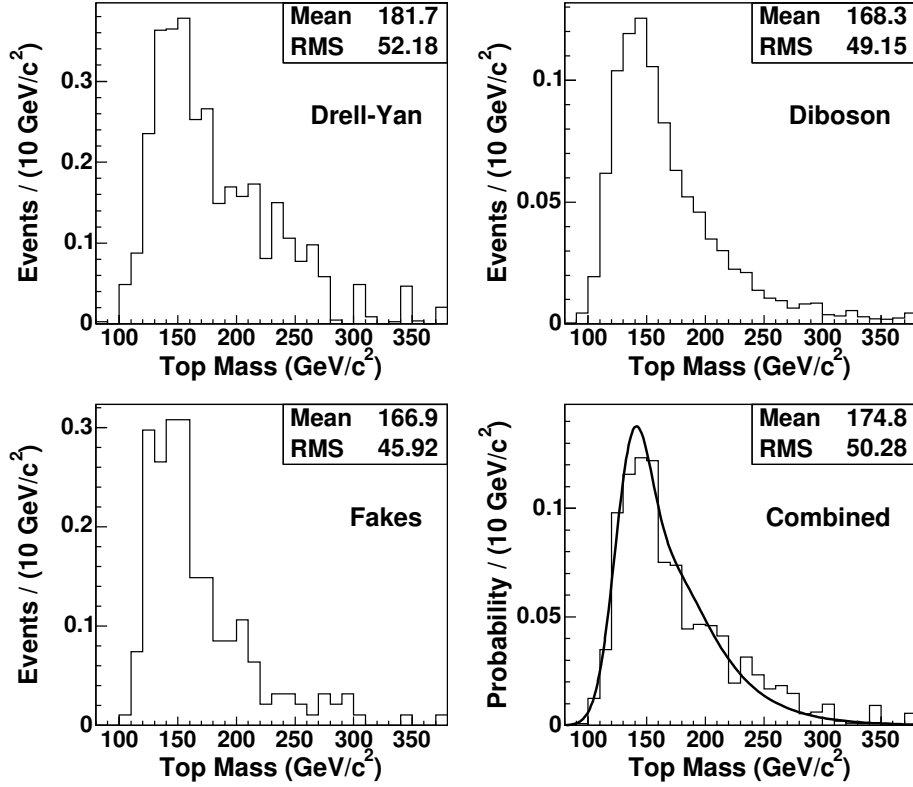 Mean 181.7
RMS 52.18
Drell-Yan
Events / (10 GeV/c²)
0.3
0.2
0.1
0
100 150 200 250 300 350
Top Mass (GeV/c²)
Mean 168.3
RMS 49.15
Diboson
Events / (10 GeV/c²)
0.1
0.05
0
100 150 200 250 300 350
Top Mass (GeV/c²)
Mean 166.9
RMS 45.92
Fakes
Events / (10 GeV/c²)
0.3
0.2
0.1
0
100 150 200 250 300 350
Top Mass (GeV/c²)
Mean 174.8
RMS 50.28
Combined
Probability / (10 GeV/c²)
0.1
0.05
0
100 150 200 250 300 350
Top Mass (GeV/c²)